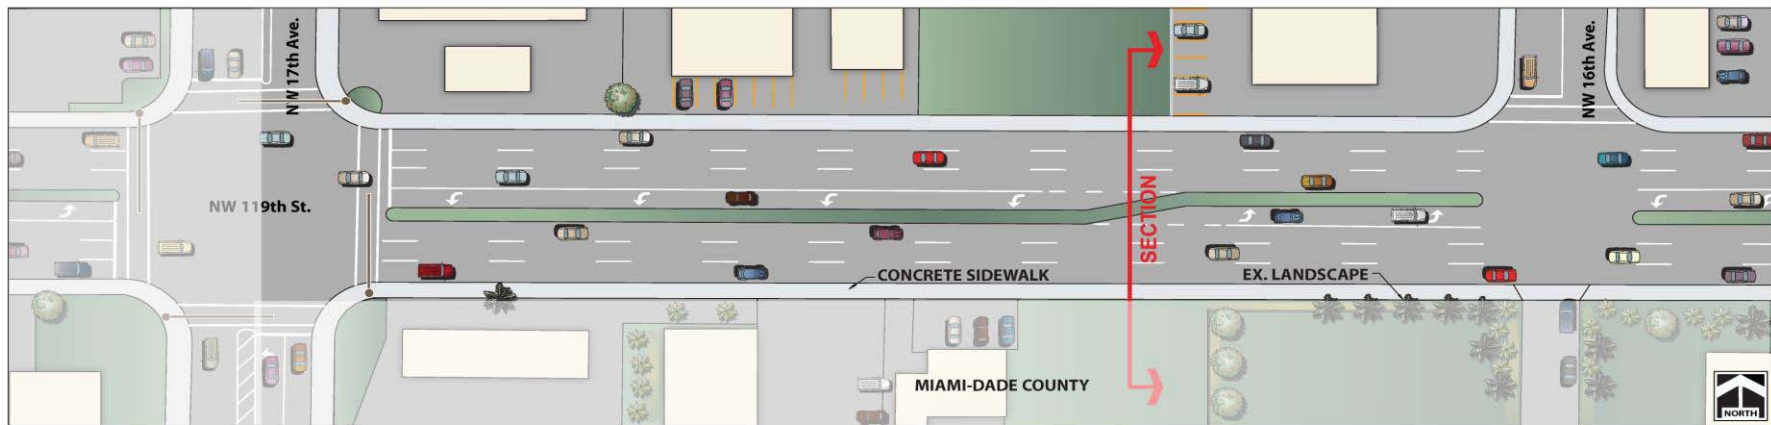 NW 17th Ave.
NW 16th Ave.
NW 119th St.
SECTION
CONCRETE SIDEWALK
EX. LANDSCAPE
MIAMI-DADE COUNTY
NORTH